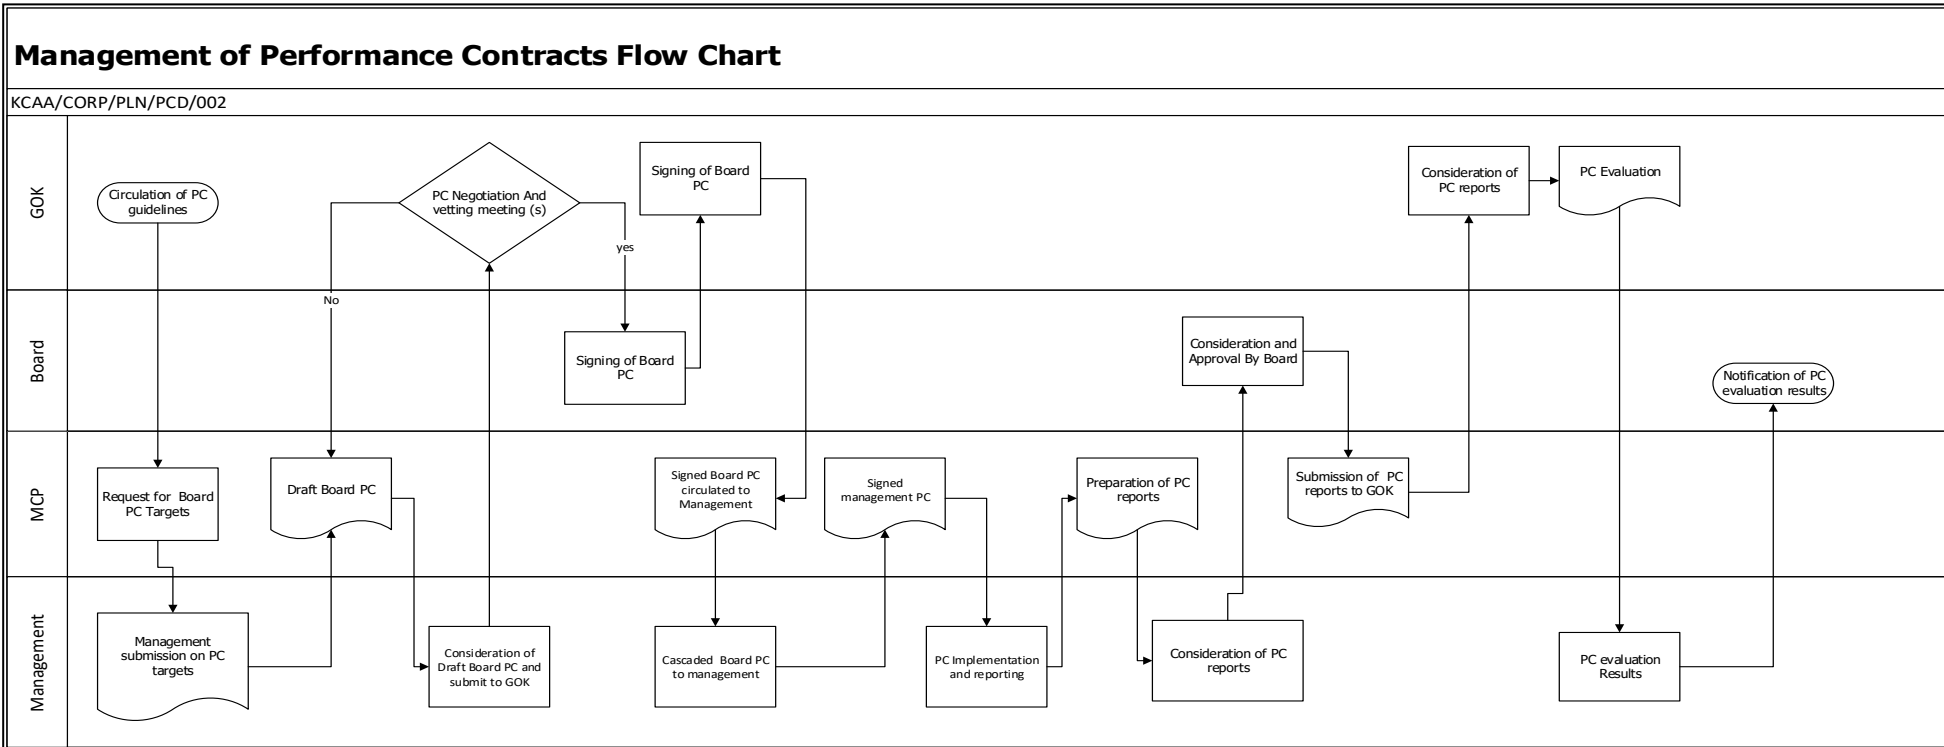 Management of Performance Contracts Flow Chart
KCAA/CORP/PLN/PCD/002
GOK
Circulation of PC
guidelines
PC Negotiation And
vetting meeting (s)
Signing of Board
PC
yes
Consideration of
PC reports
PC Evaluation
No
Board
Signing of Board
PC
Consideration and
Approval By Board
Notification of PC
evaluation results
MCP
Request for Board
PC Targets
Draft Board PC
Signed Board PC
circulated to
Management
Signed
management PC
Preparation of PC
reports
Submission of PC
reports to GOK
Management
Management
submission on PC
targets
Consideration of
Draft Board PC and
submit to GOK
Cascaded Board PC
to management
PC Implementation
and reporting
Consideration of PC
reports
PC evaluation
Results